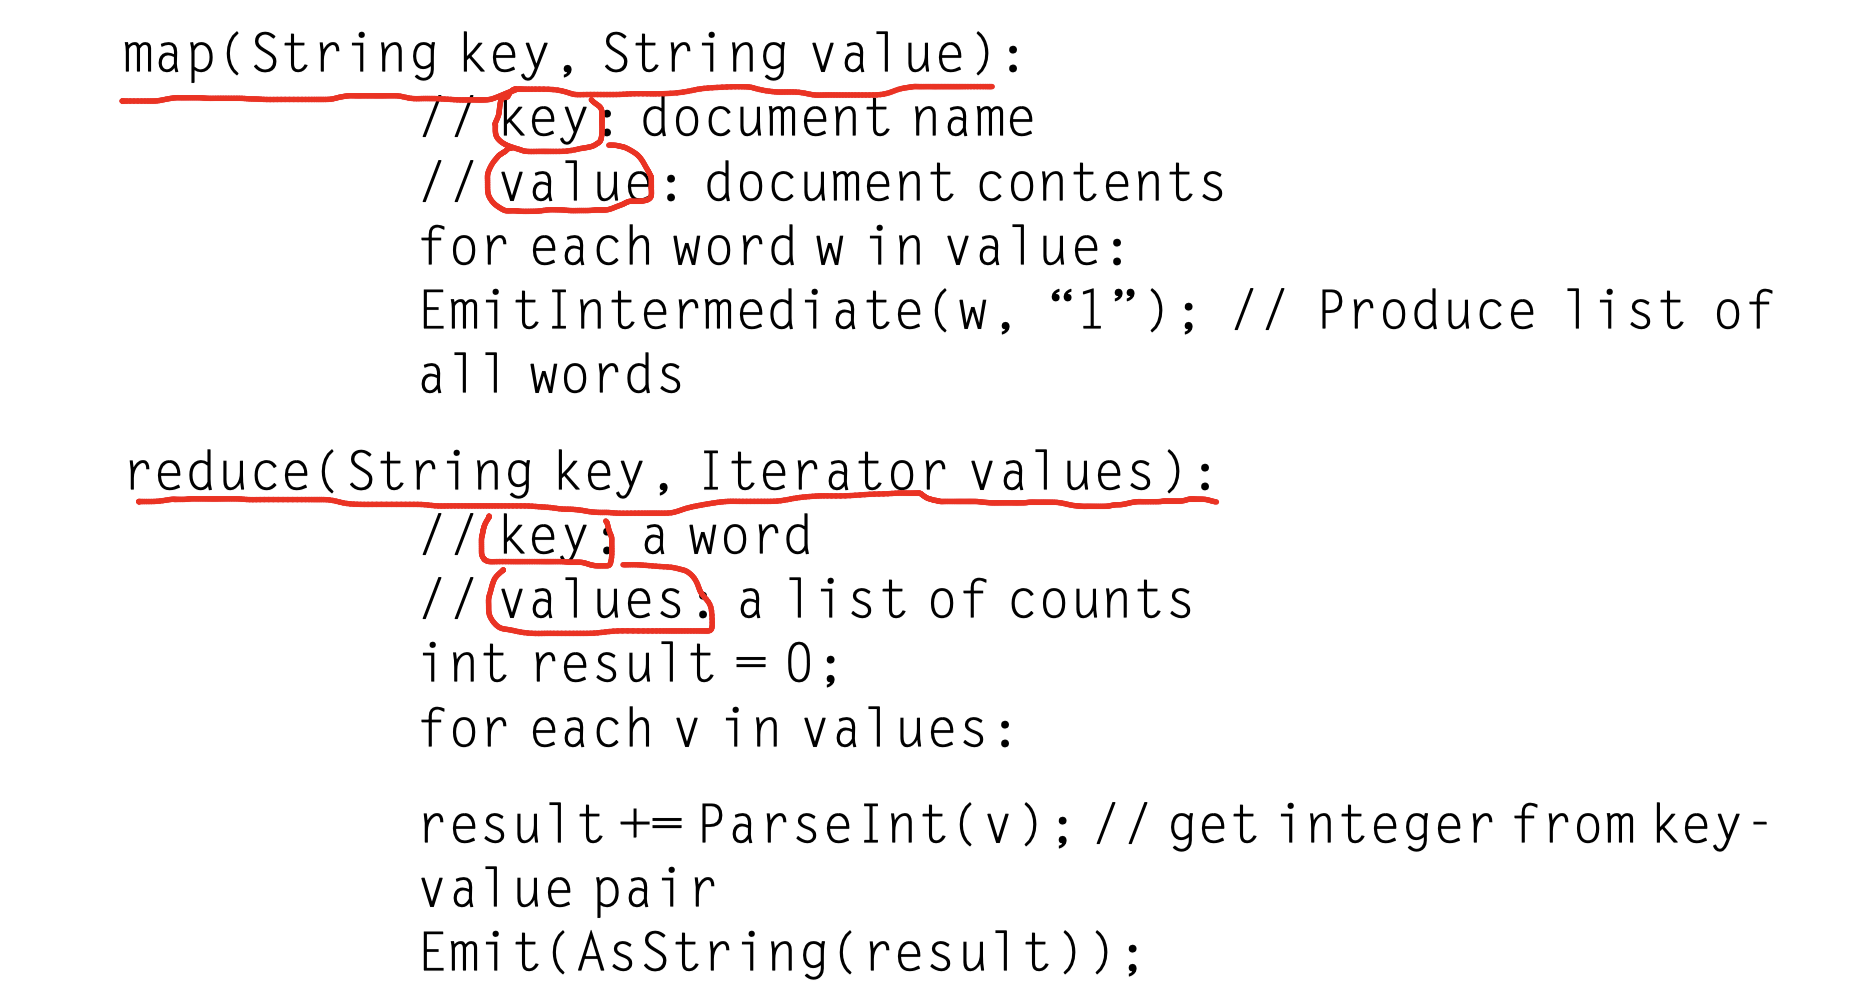 map(String key, String value):
// key: document name
// value: document contents
for each word w in value:
EmitIntermediate(w, “1”); // Produce list of
all words
reduce(String key, Iterator values):
// key: a word
// values: a list of counts
int result = 0;
for each v in values:
result += ParseInt(v); // get integer from key-
value pair
Emit(AsString(result));